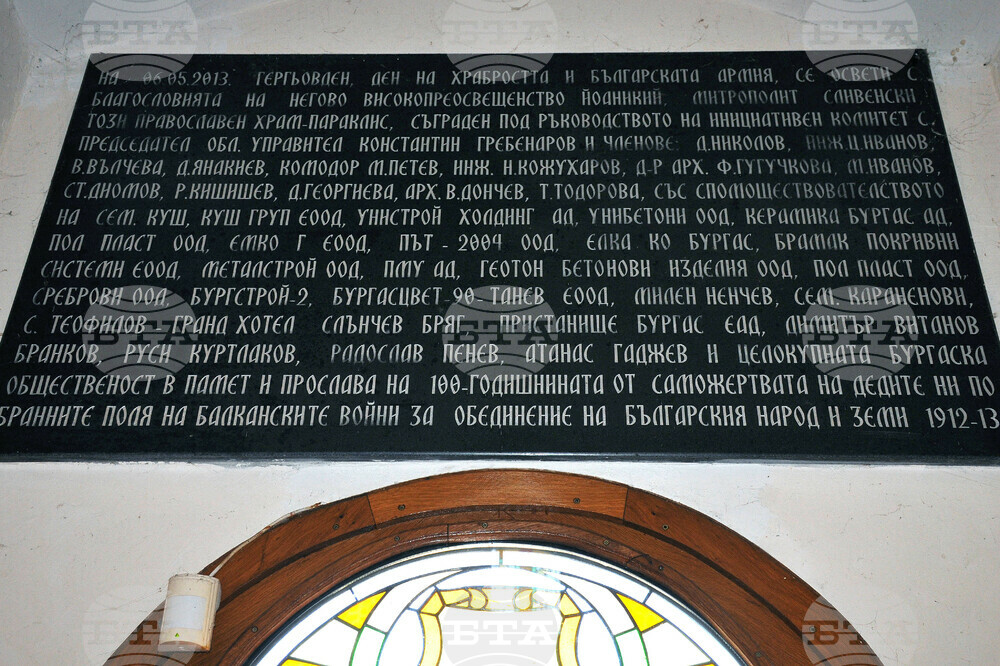 НА 06.05.2013. ГЕРГЬОВДЕН, ДЕН НА ХРАБРОСТТА И БЪЛГАРСКАТА АРМИЯ, СЕ ОСВЕТИ С
БЛАГОСЛОВИЯТА НА НЕГОВО ВИСОКОПРЕОСВЕЩЕНСТВО ЙОАНИКИЙ, МИТРОПОЛИТ СЛИВЕНСКИ,
ТОЗИ ПРАВОСЛАВЕН ХРАМ-ПАРАКЛИС, СЪГРАДЕН ПОД РЪКОВОДСТВОТО НА ИНИЦИАТИВЕН КОМИТЕТ С
ПРЕДСЕДАТЕЛ ОБЛ. УПРАВИТЕЛ КОНСТАНТИН ГРЕБЕНАРОВ И ЧЛЕНОВЕ: Д.НИКОЛОВ, ИНЖ.Ц.ИВАНОВ,
В.ВЪЛЧЕВА, Д.ЯНАКИЕВ, КОМОДОР М.ПЕТЕВ, ИНЖ. Н.КОЖУХАРОВ, Д-Р АРХ. Ф.ГУГУЧКОВА, М.ИВАНОВ,
СТ.ДИОМОВ, Р.КИШИШЕВ, Д.ГЕОРГИЕВА, АРХ. В.ДОНЧЕВ, Т.ТОДОРОВА, СЪС СПОМОЩЕСТВОВАТЕЛСТВОТО
НА СЕМ. КУШ, КУШ ГРУП ЕООД, УНИСТРОЙ ХОЛДИНГ АД, УНИБЕТОНИ ООД, КЕРАМИКА БУРГАС АД,
ПОЛ ПЛАСТ ООД, ЕМКО Г ЕООД, ПЪТ - 2004 ООД, ЕЛКА КО БУРГАС, БРАМАК ПОКРИВНИ
СИСТЕМИ ЕООД, МЕТАЛСТРОЙ ООД, ПМУ АД, ГЕОТОН БЕТОНОВИ ИЗДЕЛИЯ ООД, ПОЛ ПЛАСТ ООД,
СРЕБРОВИ ООД, БУРГСТРОЙ-2, БУРГАСЦВЕТ-90-ТАНЕВ ЕООД, МИЛЕН НЕНЧЕВ, СЕМ. КАРАНЕНОВИ,
С. ТЕОФИЛОВ, ГРАНД ХОТЕЛ СЛЪНЧЕВ БРЯГ, ПРИСТАНИЩЕ БУРГАС ЕАД, ДИМИТЪР ВИТАНОВ
БРАНКОВ, РУСИ КУРТЛАКОВ, РАДОСЛАВ ПЕНЕВ, АТАНАС ГАДЖЕВ И ЦЕЛОКУПНАТА БУРГАСКА
ОБЩЕСТВЕНОСТ В ПАМЕТ И ПРОСЛАВА НА 100-ГОДИШНИНАТА ОТ САМОЖЕРТВАТА НА ДЕДИТЕ НИ ПО
БРАННИТЕ ПОЛЯ НА БАЛКАНСКИТЕ ВОЙНИ ЗА ОБЕДИНЕНИЕ НА БЪЛГАРСКИЯ НАРОД И ЗЕМИ 1912-13